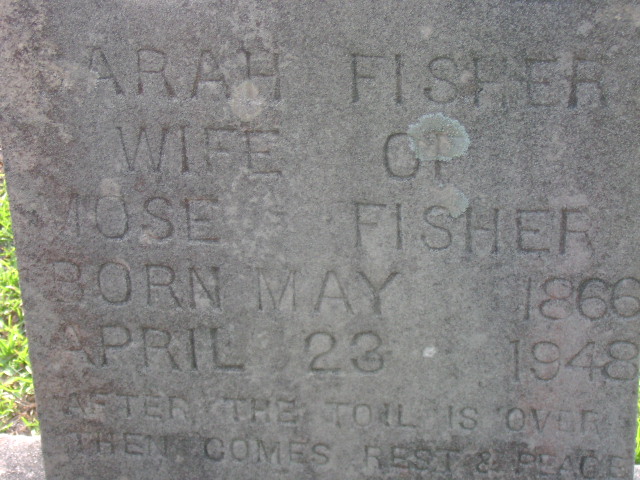 SARAH FISHER
WIFE OF
MOSE FISHER
BORN MAY 1866
APRIL 23 1948
AFTER THE TOIL IS OVER
THEN COMES REST & PEACE